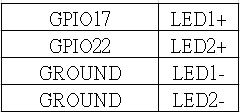 GPIO17 LED1+
GPIO22 LED2+
GROUND LED1-
GROUND LED2-